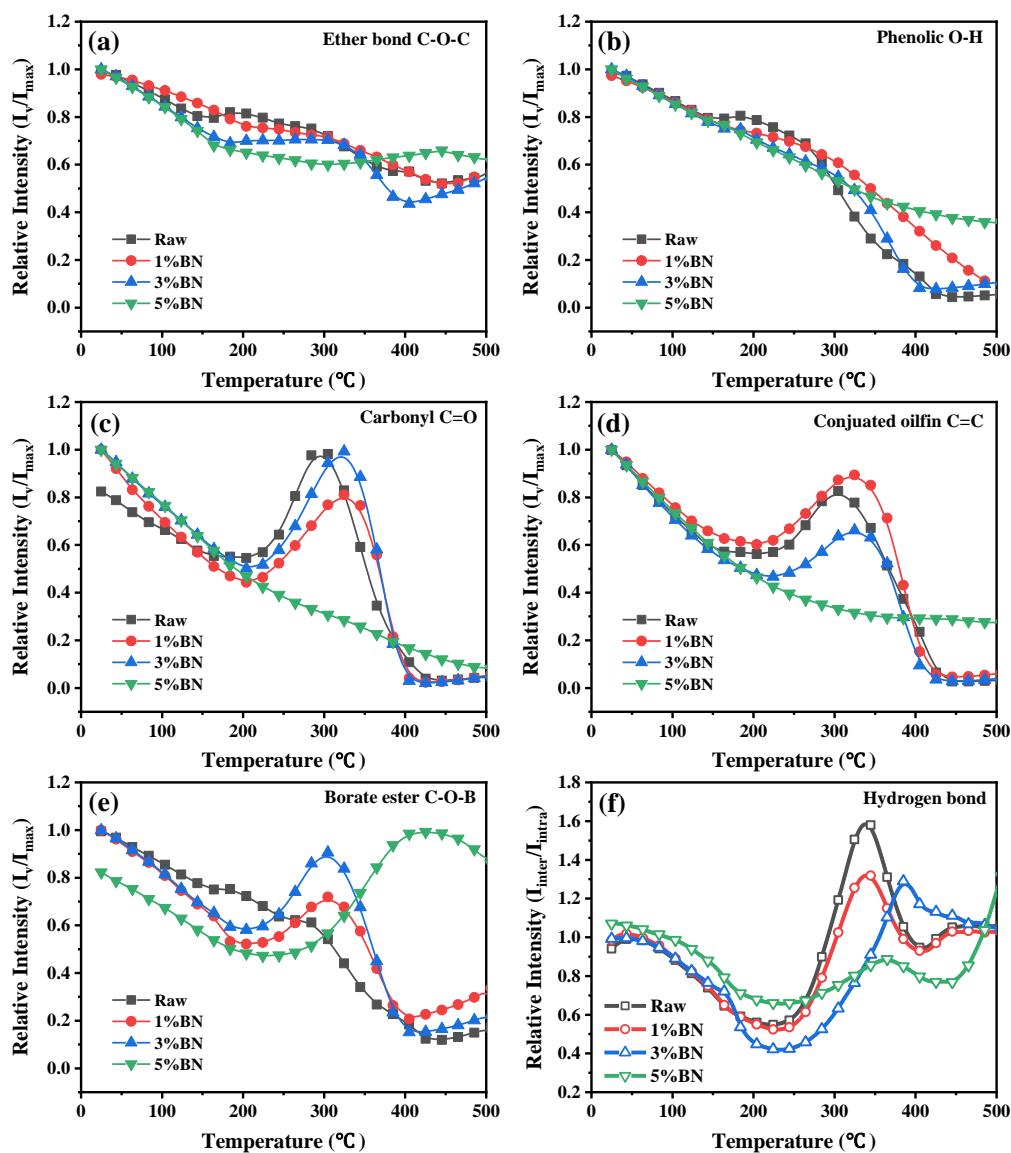 (a)
Ether bond C-O-C
Relative Intensity (Iᵥ/Iₘₐₓ)
1.2
1.0
0.8
0.6
0.4
0.2
0.0
Raw
1%BN
3%BN
5%BN
0 100 200 300 400 500
Temperature (℃)
(b)
Phenolic O-H
Relative Intensity (Iᵥ/Iₘₐₓ)
1.2
1.0
0.8
0.6
0.4
0.2
0.0
Raw
1%BN
3%BN
5%BN
0 100 200 300 400 500
Temperature (℃)
(c)
Carbonyl C=O
Relative Intensity (Iᵥ/Iₘₐₓ)
1.2
1.0
0.8
0.6
0.4
0.2
0.0
Raw
1%BN
3%BN
5%BN
0 100 200 300 400 500
Temperature (℃)
(d)
Conjuated oilfin C=C
Relative Intensity (Iᵥ/Iₘₐₓ)
1.2
1.0
0.8
0.6
0.4
0.2
0.0
Raw
1%BN
3%BN
5%BN
0 100 200 300 400 500
Temperature (℃)
(e)
Borate ester C-O-B
Relative Intensity (Iᵥ/Iₘₐₓ)
1.2
1.0
0.8
0.6
0.4
0.2
0.0
Raw
1%BN
3%BN
5%BN
0 100 200 300 400 500
Temperature (℃)
(f)
Hydrogen bond
Relative Intensity (I_inter/I_intra)
1.8
1.6
1.4
1.2
1.0
0.8
0.6
0.4
0.2
Raw
1%BN
3%BN
5%BN
0 100 200 300 400 500
Temperature (℃)